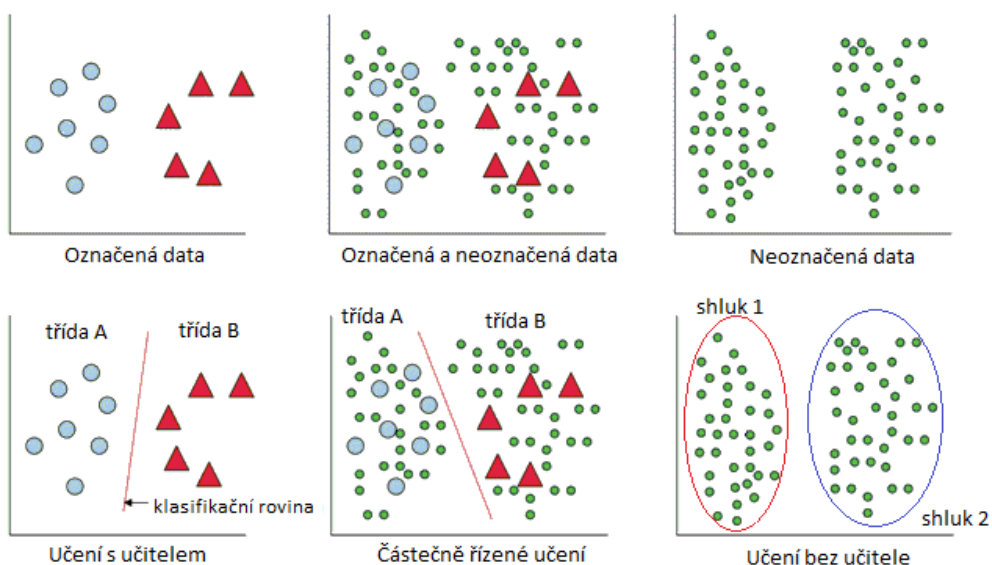 Označená data
Označená a neoznačená data
Neoznačená data
třída A
třída B
klasifikační rovina
Učení s učitelem
třída A
třída B
Částečně řízené učení
shluk 1
shluk 2
Učení bez učitele